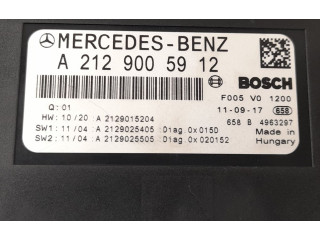 MERCEDES-BENZ
A 212 900 59 12
BOSCH
F005 V0 1200
Q: 01
11-09-17 658
HW: 10/20 : A 2129015204
658 B 4963297
SW1: 11/04 : A 2129025405 : Diag.0x015D
Made in
SW2: 11/04 : A 2129025505 : Diag.0x020152
Hungary